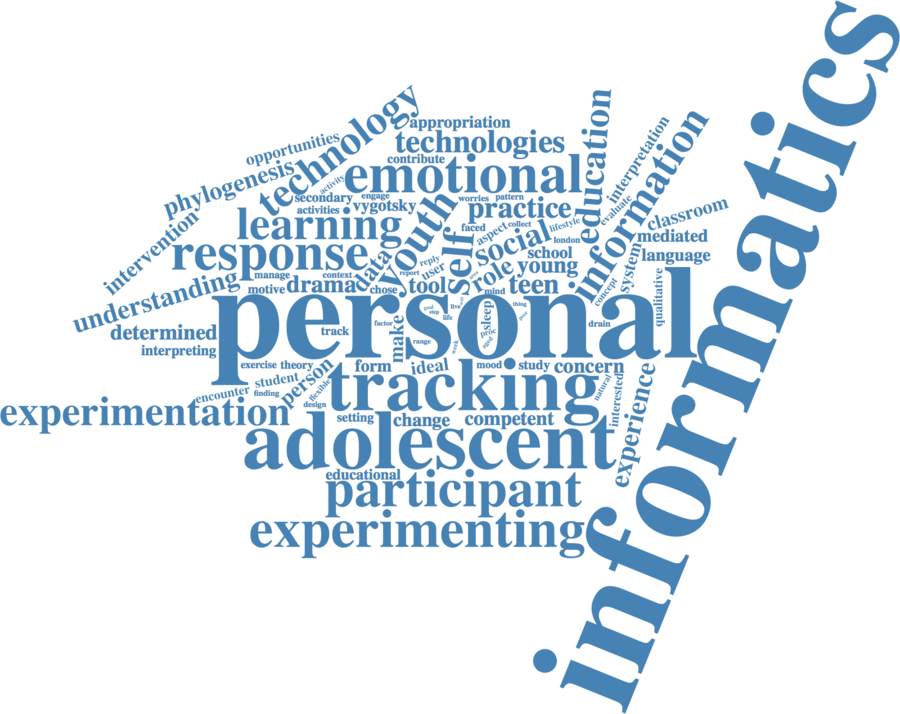 informatics
appropriation
technology
technologies
opportunities
contribute
education
interpretation
information
phylogenesis
activity
emotional
secondary
engage
worries
pattern
evaluate
activities
vygotsky
practice
classroom
learning
youth
faced
aspect
collect
lifestyle
mediated
intervention
response
data
self
social
london
school
language
reply
user
role
young
system
concept
manage
context
report
understanding
motive
drama
chose
tool
mind
teen
qualitative
personal
goal
step
live
life
sleep
thing
peer
determined
track
factor
make
drain
interpreting
range
week
proc
aged
exercise
theory
form
ideal
mood
study
concern
student
person
encounter
finding
flexible
design
tracking
natural
interested
experience
experimentation
setting
change
competent
adolescent
educational
participant
experimenting